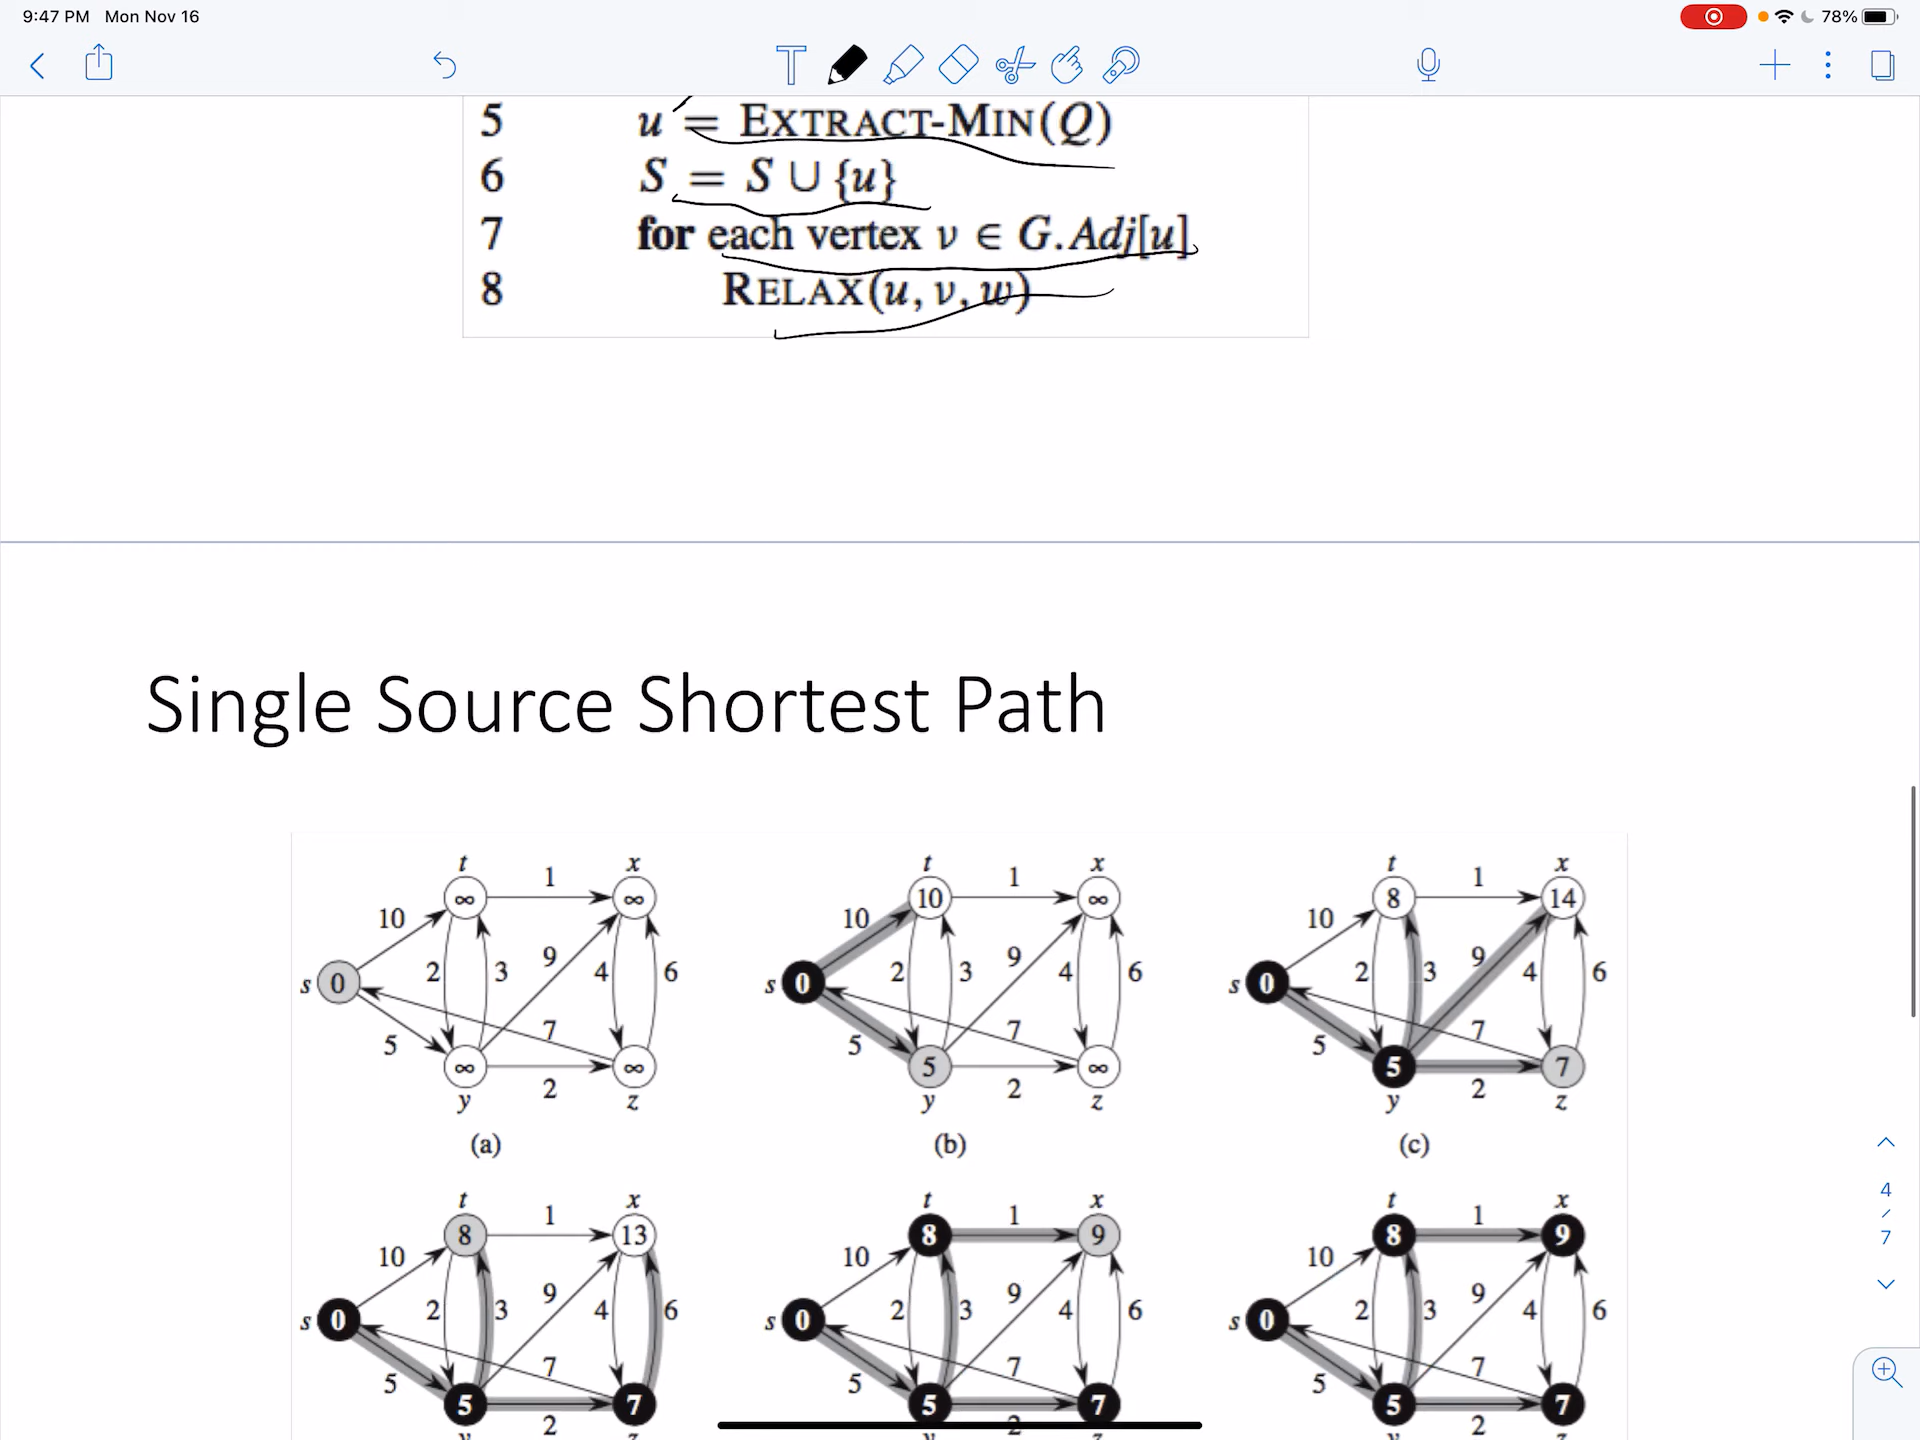 9:47 PM Mon Nov 16
78%
5 u = EXTRACT-MIN(Q)
6 S = S ∪ {u}
7 for each vertex v ∈ G.Adj[u]
8 RELAX(u, v, w)
Single Source Shortest Path
t 1 x
∞ ∞
10
2 3 9 4 6
s 0
7
5
∞ ∞
2
y z
(a)
t 1 x
10 ∞
10
2 3 9 4 6
s 0
7
5
5 ∞
2
y z
(b)
t 1 x
8 14
10
2 3 9 4 6
s 0
7
5
5 7
2
y z
(c)
t 1 x
8 13
10
9
2 3 4 6
s 0
7
5
5 7
2
y z
t 1 x
8 9
10
9
2 3 4 6
s 0
7
5
5 7
2
y z
t 1 x
8 9
10
9
2 3 4 6
s 0
7
5
5 7
2
y z
4
/
7